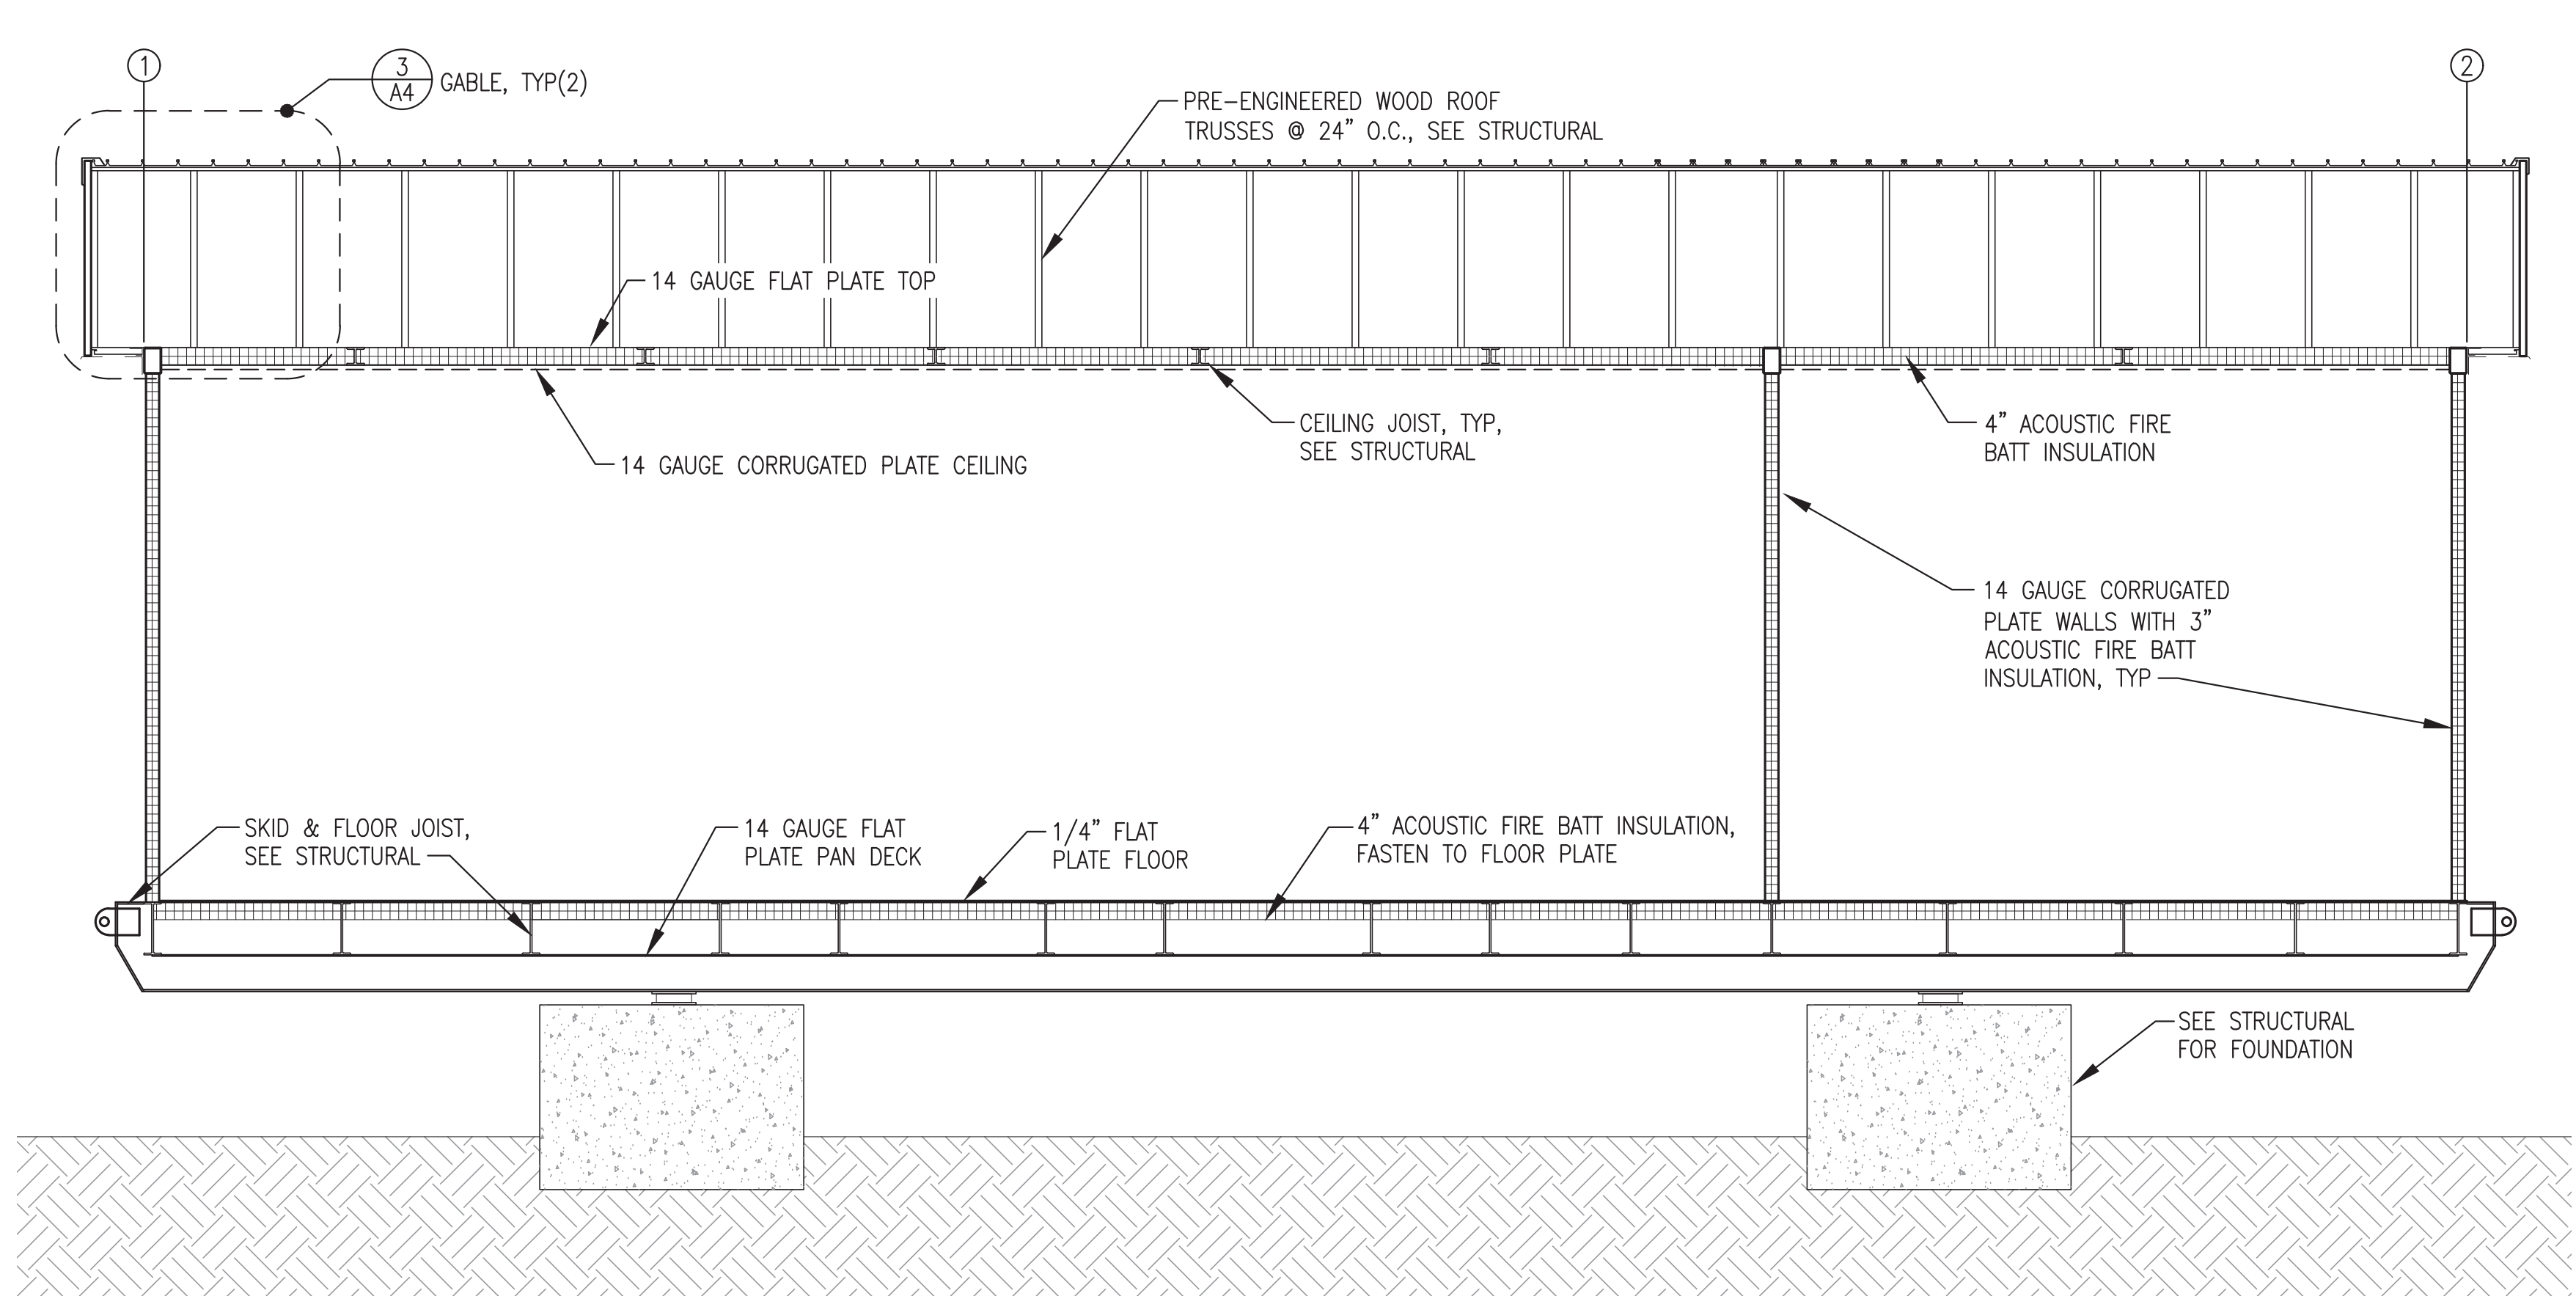 1
3
A4
GABLE, TYP(2)
2
PRE-ENGINEERED WOOD ROOF
TRUSSES @ 24" O.C., SEE STRUCTURAL
14 GAUGE FLAT PLATE TOP
CEILING JOIST, TYP,
SEE STRUCTURAL
4" ACOUSTIC FIRE
BATT INSULATION
14 GAUGE CORRUGATED PLATE CEILING
14 GAUGE CORRUGATED
PLATE WALLS WITH 3"
ACOUSTIC FIRE BATT
INSULATION, TYP
SKID & FLOOR JOIST,
SEE STRUCTURAL
14 GAUGE FLAT
PLATE PAN DECK
1/4" FLAT
PLATE FLOOR
4" ACOUSTIC FIRE BATT INSULATION,
FASTEN TO FLOOR PLATE
SEE STRUCTURAL
FOR FOUNDATION